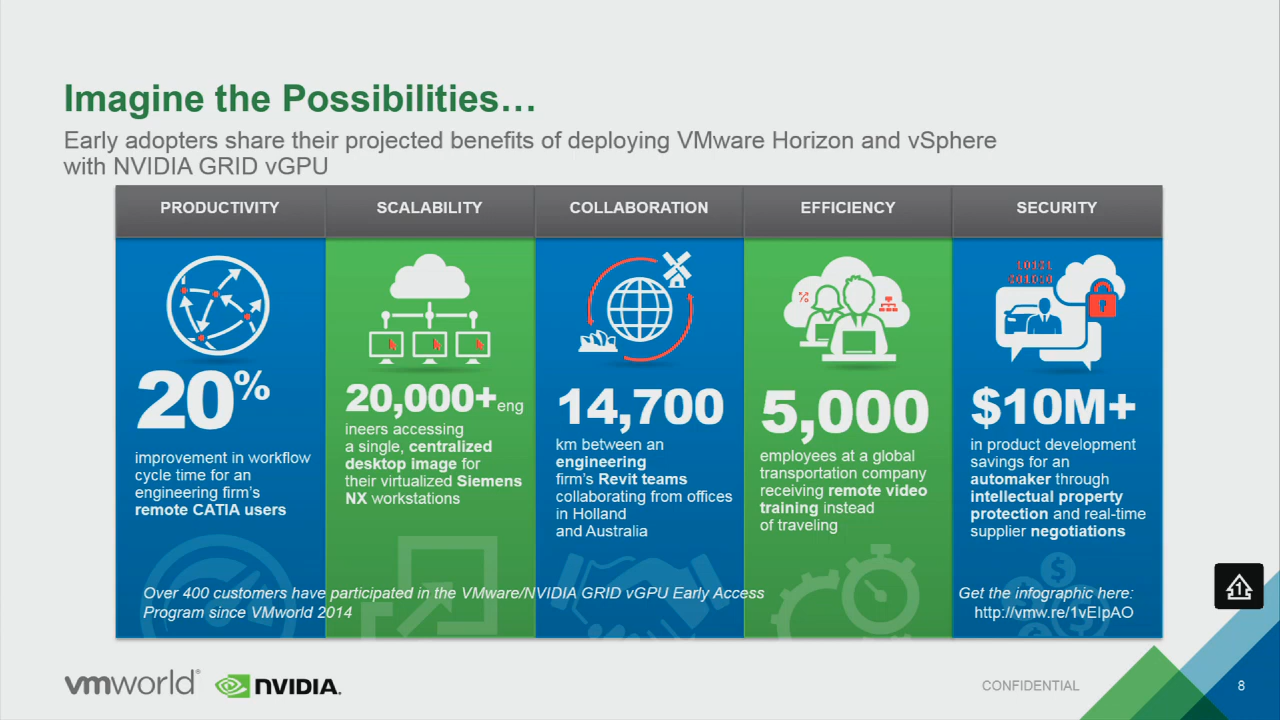 Imagine the Possibilities…
Early adopters share their projected benefits of deploying VMware Horizon and vSphere
with NVIDIA GRID vGPU
PRODUCTIVITY
20%
improvement in workflow
cycle time for an
engineering firm's
remote CATIA users
SCALABILITY
20,000+eng
ineers accessing
a single, centralized
desktop image for
their virtualized Siemens
NX workstations
COLLABORATION
14,700
km between an
engineering
firm's Revit teams
collaborating from offices
in Holland
and Australia
EFFICIENCY
%
5,000
employees at a global
transportation company
receiving remote video
training instead
of traveling
SECURITY
10101
001010
$10M+
in product development
savings for an
automaker through
intellectual property
protection and real-time
supplier negotiations
Over 400 customers have participated in the VMware/NVIDIA GRID vGPU Early Access
Program since VMworld 2014
$
$
Get the infographic here:
http://vmw.re/1vEIpAO
1
vmworld®
NVIDIA.
CONFIDENTIAL
8